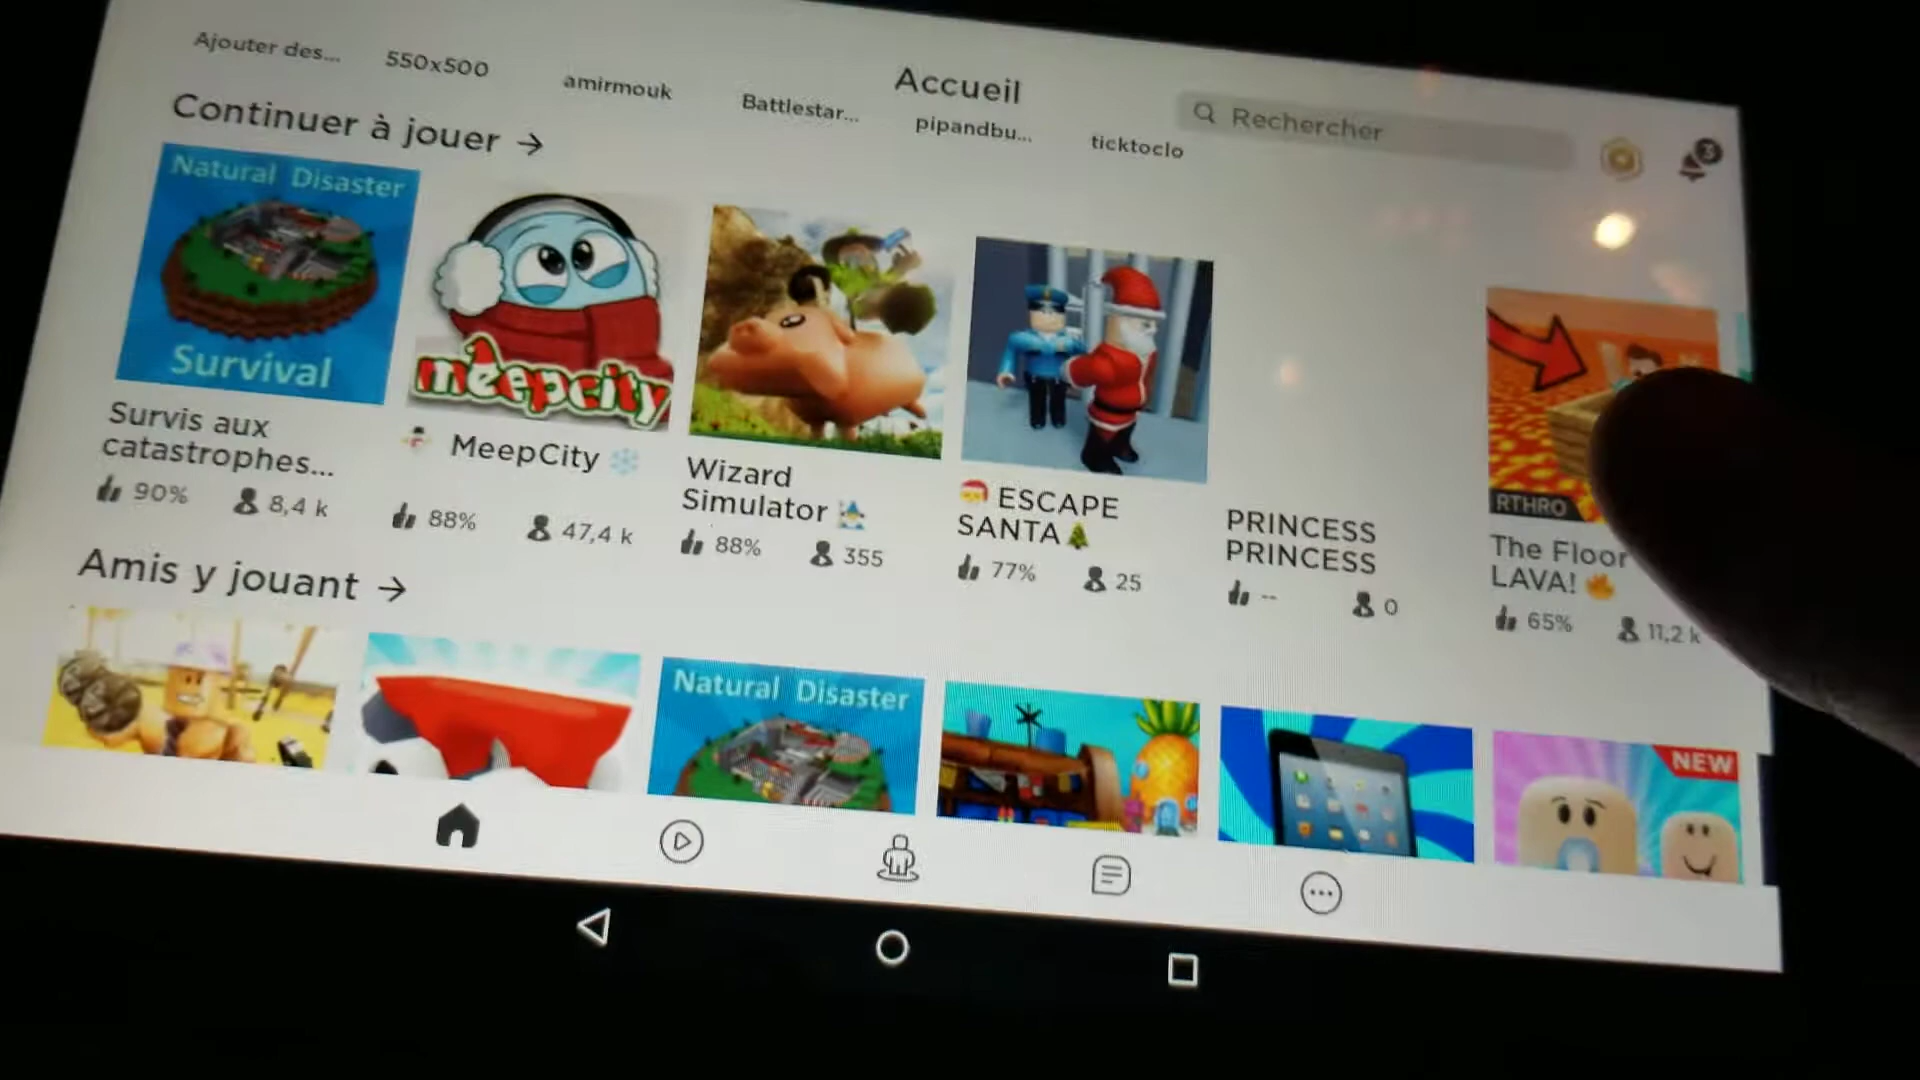 Accueil
Rechercher
3
Ajouter des...
550x500
amirmouk
Battlestar...
pipandbu...
ticktoclo
Continuer à jouer →
Natural Disaster
Survival
meepcity
RTHRO
Survis aux
catastrophes...
90%
8,4 k
MeepCity
88%
47,4 k
Wizard
Simulator
88%
355
ESCAPE
SANTA
77%
25
PRINCESS
PRINCESS
--
0
The Floor
LAVA!
65%
11,2 k
Amis y jouant →
Natural Disaster
NEW